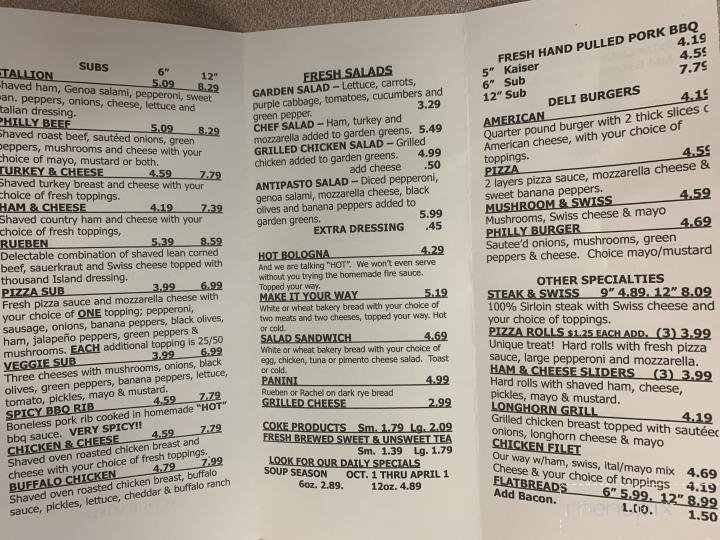 SUBS 6" 12"
STALLION 5.09 8.29
Shaved ham, Genoa salami, pepperoni, sweet
ban. peppers, onions, cheese, lettuce and
Italian dressing.
PHILLY BEEF 5.09 8.29
Shaved roast beef, sautéed onions, green
peppers, mushrooms and cheese with your
choice of mayo, mustard or both.
TURKEY & CHEESE 4.59 7.79
Shaved turkey breast and cheese with your
choice of fresh toppings.
HAM & CHEESE 4.19 7.39
Shaved country ham and cheese with your
choice of fresh toppings,
RUEBEN 5.39 8.59
Delectable combination of shaved lean corned
beef, sauerkraut and Swiss cheese topped with
thousand Island dressing.
PIZZA SUB 3.99 6.99
Fresh pizza sauce and mozzarella cheese with
your choice of ONE topping; pepperoni,
sausage, onions, banana peppers, black olives,
ham, jalapeño peppers, green peppers &
mushrooms. EACH additional topping is 25/50
VEGGIE SUB 3.99 6.99
Three cheeses with mushrooms, onions, black
olives, green peppers, banana peppers, lettuce,
tomato, pickles, mayo & mustard.
SPICY BBQ RIB 4.59 7.79
Boneless pork rib cooked in homemade "HOT"
bbq sauce. VERY SPICY!!
CHICKEN & CHEESE 4.59 7.79
Shaved oven roasted chicken breast and
cheese with your choice of fresh toppings.
BUFFALO CHICKEN 4.79 7.99
Shaved oven roasted chicken breast, buffalo
sauce, pickles, lettuce, cheddar & buffalo ranch
FRESH SALADS
GARDEN SALAD – Lettuce, carrots,
purple cabbage, tomatoes, cucumbers and
green pepper. 3.29
CHEF SALAD – Ham, turkey and
mozzarella added to garden greens. 5.49
GRILLED CHICKEN SALAD – Grilled
chicken added to garden greens. 4.99
add cheese .50
ANTIPASTO SALAD – Diced pepperoni,
genoa salami, mozzarella cheese, black
olives and banana peppers added to
garden greens. 5.99
EXTRA DRESSING .45
HOT BOLOGNA 4.29
And we are talking "HOT". We won't even serve
without you trying the homemade fire sauce.
Topped your way.
MAKE IT YOUR WAY 5.19
White or wheat bakery bread with your choice of
two meats and two cheeses, topped your way. Hot
or cold.
SALAD SANDWICH 4.69
White or wheat bakery bread with your choice of
egg, chicken, tuna or pimento cheese salad. Toast
or cold.
PANINI 4.99
Rueben or Rachel on dark rye bread
GRILLED CHEESE 2.99
COKE PRODUCTS Sm. 1.79 Lg. 2.09
FRESH BREWED SWEET & UNSWEET TEA
Sm. 1.39 Lg. 1.79
LOOK FOR OUR DAILY SPECIALS
SOUP SEASON OCT. 1 THRU APRIL 1
6oz. 2.89. 12oz. 4.89
FRESH HAND PULLED PORK BBQ
5" Kaiser 4.19
6" Sub 4.59
12" Sub 7.79
DELI BURGERS
AMERICAN 4.19
Quarter pound burger with 2 thick slices
American cheese, with your choice of
toppings.
PIZZA 4.59
2 layers pizza sauce, mozzarella cheese &
sweet banana peppers.
MUSHROOM & SWISS 4.59
Mushrooms, Swiss cheese & mayo
PHILLY BURGER 4.69
Sautee'd onions, mushrooms, green
peppers & cheese. Choice mayo/mustard
OTHER SPECIALTIES
STEAK & SWISS 9" 4.89. 12" 8.09
100% Sirloin steak with Swiss cheese and
your choice of toppings.
PIZZA ROLLS $1.25 EACH ADD. (3) 3.99
Unique treat! Hard rolls with fresh pizza
sauce, large pepperoni and mozzarella.
HAM & CHEESE SLIDERS (3) 3.99
Hard rolls with shaved ham, cheese,
pickles, mayo & mustard.
LONGHORN GRILL 4.19
Grilled chicken breast topped with sautéed
onions, longhorn cheese & mayo
CHICKEN FILET
Our way w/ham, swiss, ital/mayo mix 4.69
Cheese & your choice of toppings 4.19
FLATBREADS 6" 5.99. 12" 8.99
Add Bacon. 1.00. 1.50
menupix